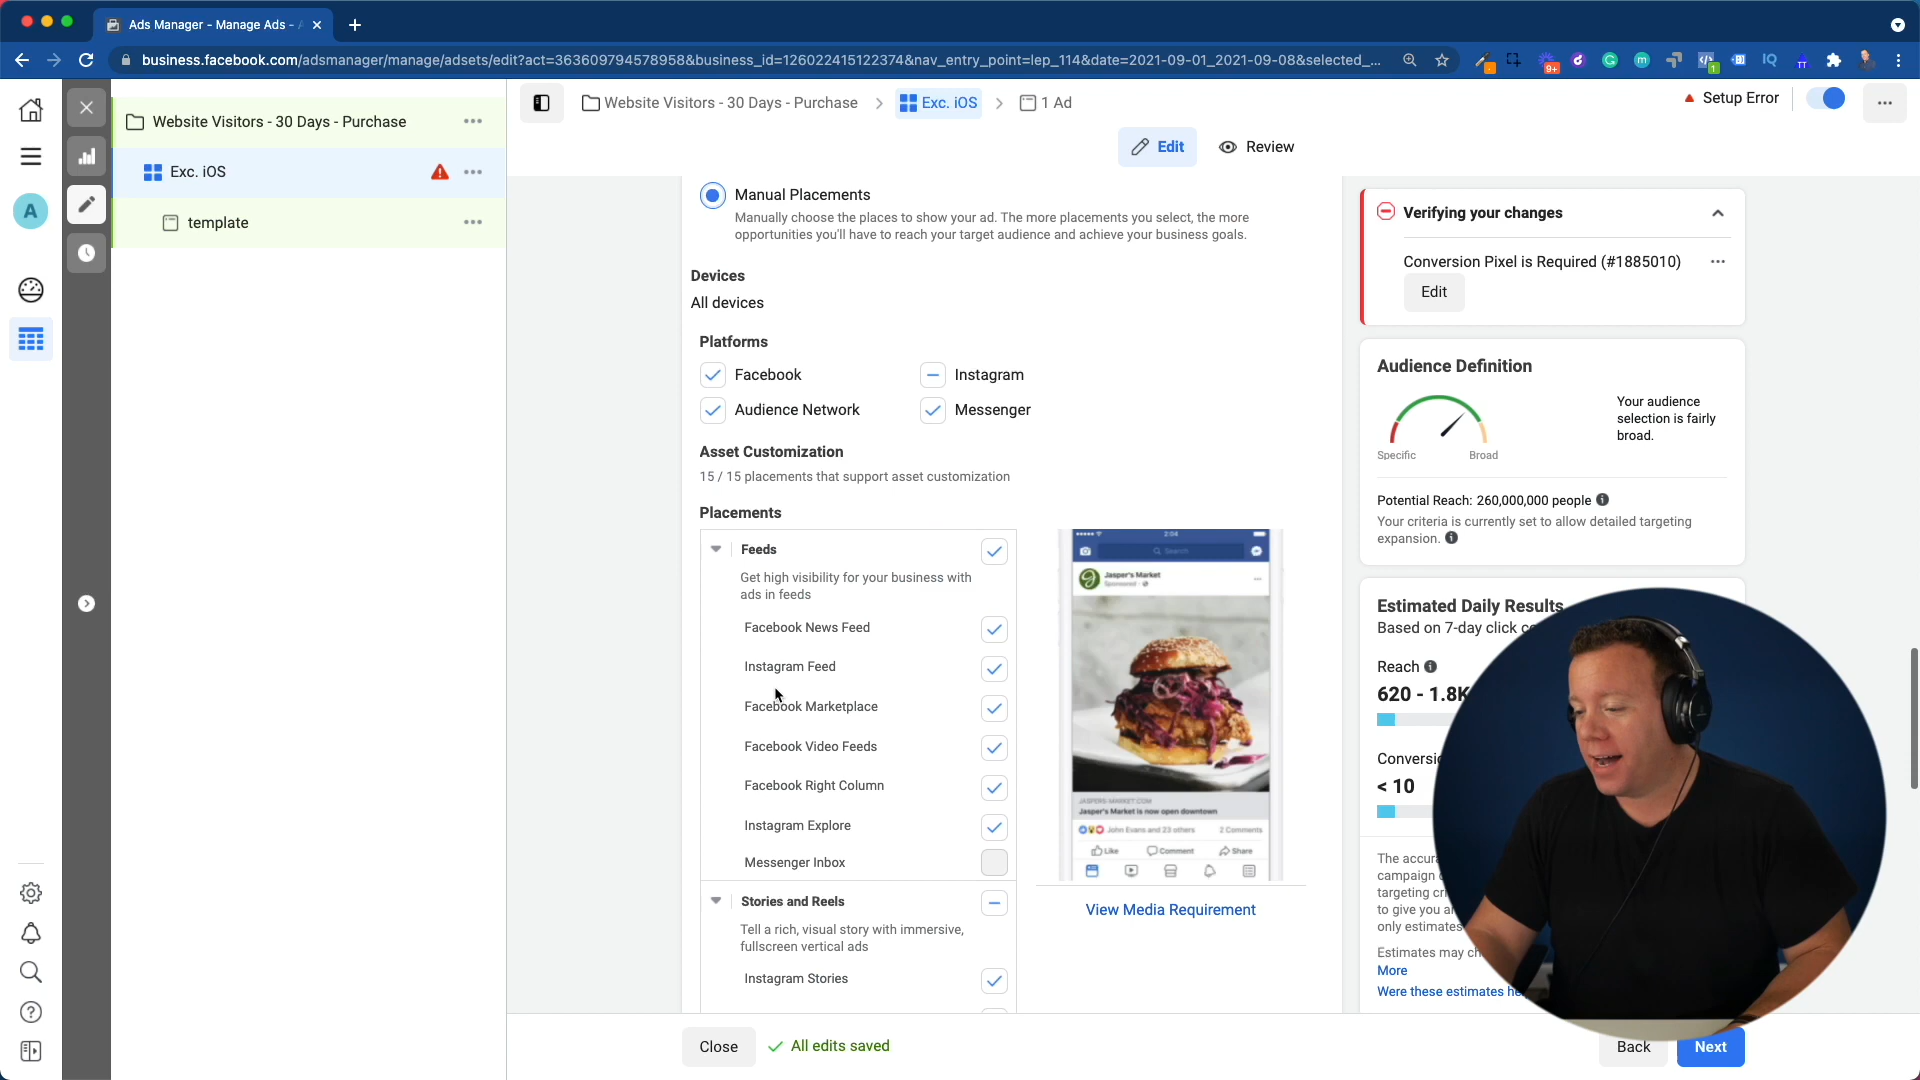 Ads Manager - Manage Ads - A
business.facebook.com/adsmanager/manage/adsets/edit?act=363609794578958&business_id=126022415122374&nav_entry_point=lep_114&date=2021-09-01_2021-09-08&selected_...
9+
1
IQ
Website Visitors - 30 Days - Purchase
Exc. iOS
template
A
Website Visitors - 30 Days - Purchase
Exc. iOS
1 Ad
Setup Error
Edit
Review
Manual Placements
Manually choose the places to show your ad. The more placements you select, the more
opportunities you'll have to reach your target audience and achieve your business goals.
Devices
All devices
Platforms
Facebook
Instagram
Audience Network
Messenger
Asset Customization
15 / 15 placements that support asset customization
Placements
Feeds
Get high visibility for your business with
ads in feeds
Facebook News Feed
Instagram Feed
Facebook Marketplace
Facebook Video Feeds
Facebook Right Column
Instagram Explore
Messenger Inbox
Stories and Reels
Tell a rich, visual story with immersive,
fullscreen vertical ads
Instagram Stories
2:04
Search
Jasper's Market
Sponsored
JASPERS-MARKET.COM
Jasper's Market is now open downtown
John Evans and 23 others
2 Comments
Like
Comment
Share
View Media Requirement
Verifying your changes
Conversion Pixel is Required (#1885010)
Edit
Audience Definition
Your audience
selection is fairly
broad.
Specific
Broad
Potential Reach: 260,000,000 people
Your criteria is currently set to allow detailed targeting
expansion.
Estimated Daily Results
Based on 7-day click
Reach
620 - 1.8K
< 10
The
campaign
targeting
to give you
only estimates
Estimates may
More
Were these estimates
Close
All edits saved
Back
Next